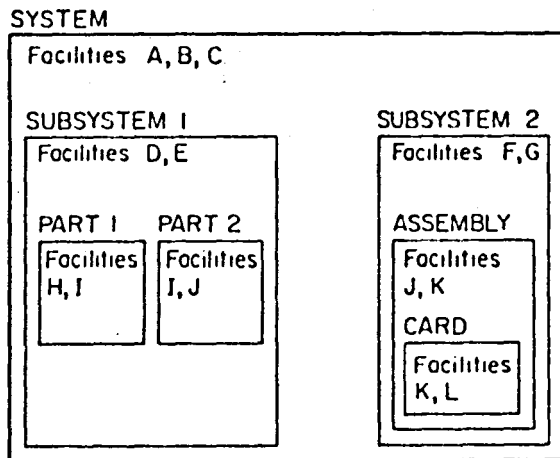 SYSTEM
Facilities A, B, C
SUBSYSTEM 1
Facilities D, E
PART 1
Facilities
H, I
PART 2
Facilities
I, J
SUBSYSTEM 2
Facilities F, G
ASSEMBLY
Facilities
J, K
CARD
Facilities
K, L